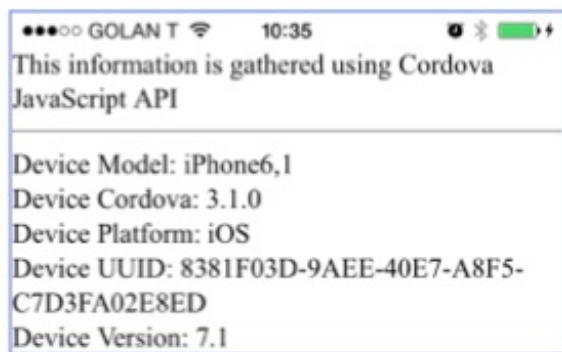 GOLAN T 10:35
This information is gathered using Cordova
JavaScript API
Device Model: iPhone6,1
Device Cordova: 3.1.0
Device Platform: iOS
Device UUID: 8381F03D-9AEE-40E7-A8F5-
C7D3FA02E8ED
Device Version: 7.1